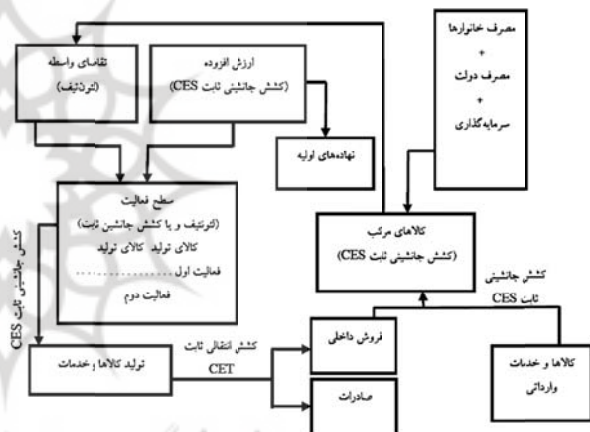 مصرف خانوارها
+
مصرف دولت
+
سرمایه‌گذاری
ارزش افزوده
(کشش جانشینی ثابت CES)
تقاضای واسطه
(لئونتیف)
نهاده‌های اولیه
سطح فعالیت
(لئونتیف و یا کشش جانشین ثابت)
کالای تولید کالای تولید
فعالیت اول................
فعالیت دوم
کالاهای مرکب
(کشش جانشینی ثابت CES)
کشش جانشینی ثابت CES
کشش جانشینی
ثابت CES
تولید کالاها و خدمات
کشش انتقالی ثابت
CET
فروش داخلی
صادرات
کالاها و خدمات
وارداتی